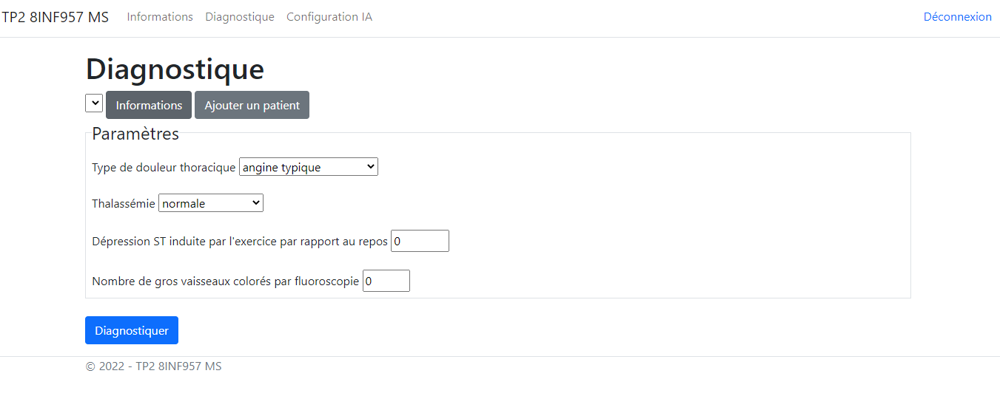 TP2 8INF957 MS Informations Diagnostique Configuration IA Déconnexion
Diagnostique
Informations Ajouter un patient
Paramètres
Type de douleur thoracique angine typique
Thalassémie normale
Dépression ST induite par l'exercice par rapport au repos 0
Nombre de gros vaisseaux colorés par fluoroscopie 0
Diagnostiquer
© 2022 - TP2 8INF957 MS